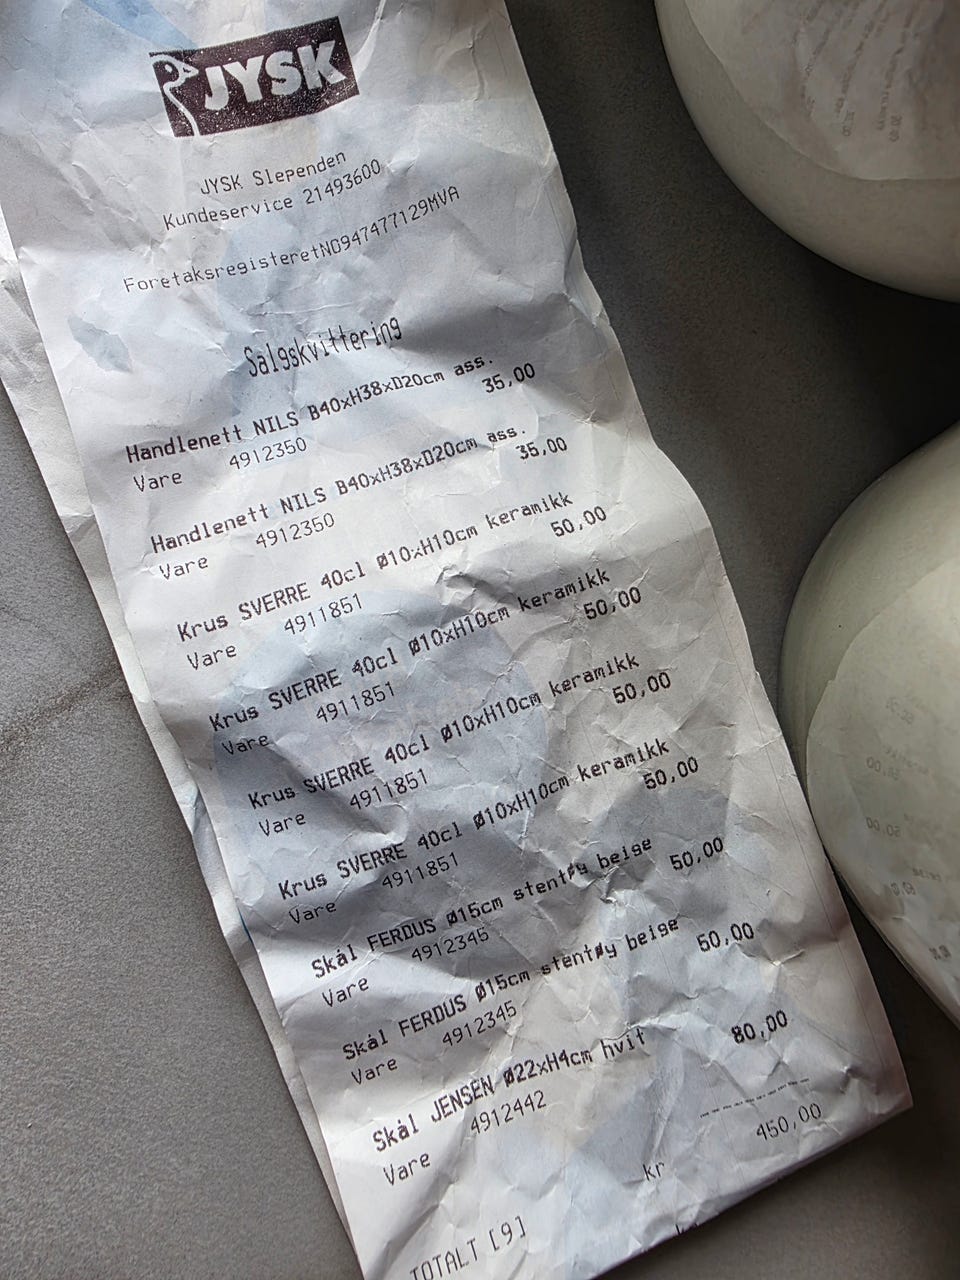 JYSK
JYSK Slependen
Kundeservice 21493600
ForetaksregisteretNO947477129MVA
Salgskvittering
Handlenett NILS B40xH38xD20cm ass.
Vare 4912350 35,00
Handlenett NILS B40xH38xD20cm ass.
Vare 4912350 35,00
Krus SVERRE 40cl Ø10xH10cm keramikk
Vare 4911851 50,00
Krus SVERRE 40cl Ø10xH10cm keramikk
Vare 4911851 50,00
Krus SVERRE 40cl Ø10xH10cm keramikk
Vare 4911851 50,00
Krus SVERRE 40cl Ø10xH10cm keramikk
Vare 4911851 50,00
Skål FERDUS Ø15cm stentøy beige
Vare 4912345 50,00
Skål FERDUS Ø15cm stentøy beige
Vare 4912345 50,00
Skål JENSEN Ø22xH4cm hvit
Vare 4912442 80,00
TOTALT [9] kr 450,00